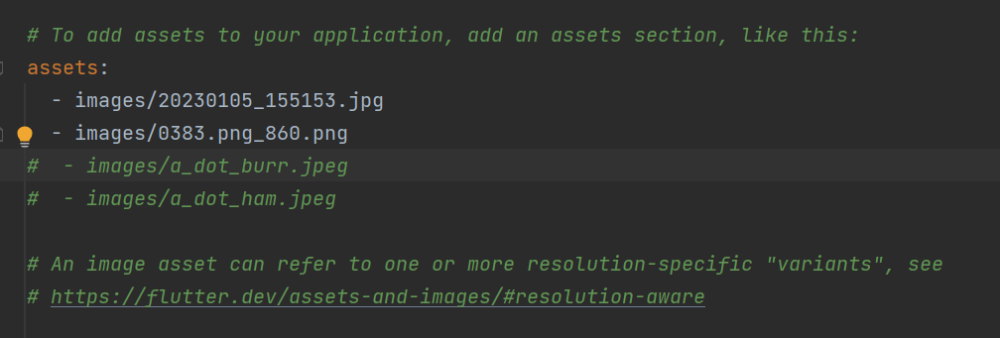 # To add assets to your application, add an assets section, like this:
assets:
- images/20230105_155153.jpg
- images/0383.png_860.png
#  - images/a_dot_burr.jpeg
#  - images/a_dot_ham.jpeg
# An image asset can refer to one or more resolution-specific "variants", see
# https://flutter.dev/assets-and-images/#resolution-aware